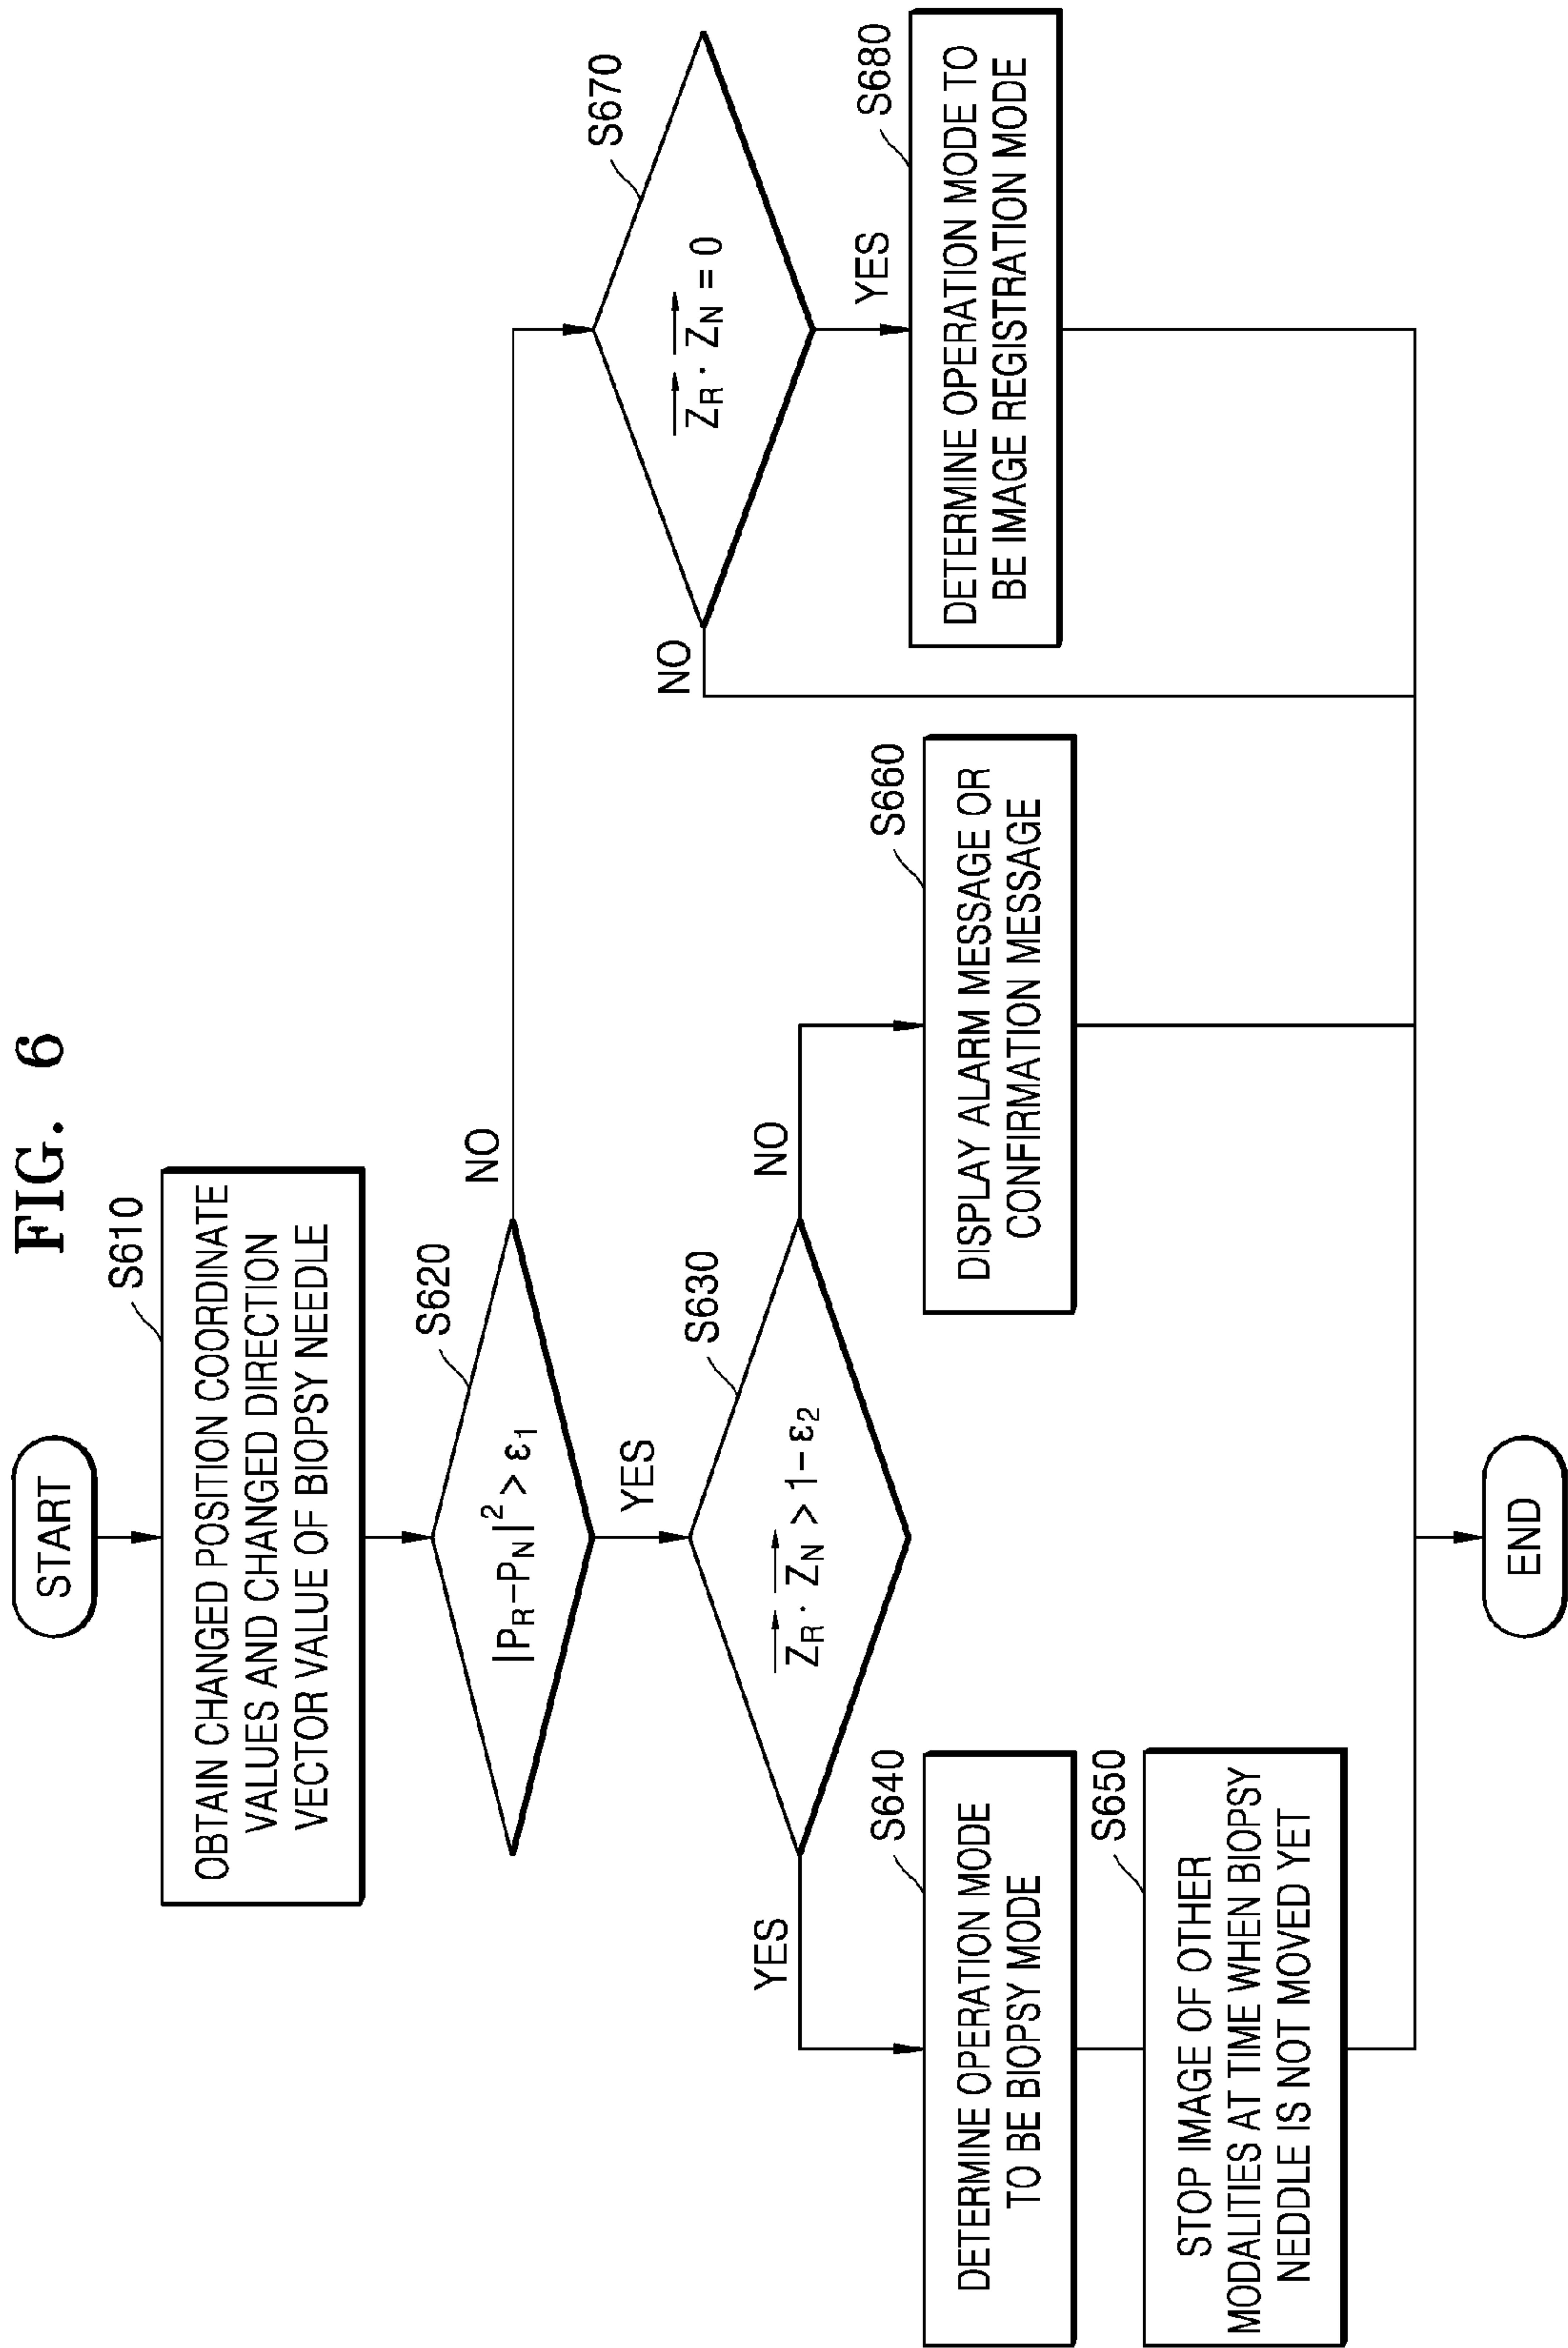 FIG. 6
START
S610
OBTAIN CHANGED POSITION COORDINATE
VALUES AND CHANGED DIRECTION
VECTOR VALUE OF BIOPSY NEEDLE
S620
|P_R−P_N|² > ε₁
NO
YES
S630
Z_R⃗ · Z_N⃗ > 1− ε₂
YES
NO
S640
DETERMINE OPERATION MODE
TO BE BIOPSY MODE
S650
STOP IMAGE OF OTHER
MODALITIES AT TIME WHEN BIOPSY
NEDDLE IS NOT MOVED YET
S660
DISPLAY ALARM MESSAGE OR
CONFIRMATION MESSAGE
S670
Z_R⃗ · Z_N⃗ = 0
NO
YES
S680
DETERMINE OPERATION MODE TO
BE IMAGE REGISTRATION MODE
END